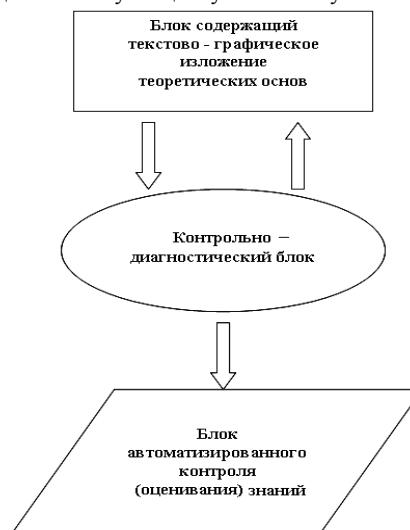 Блок содержащий
текстово - графическое
изложение
теоретических основ
Контрольно –
диагностический блок
Блок
автоматизированного
контроля
(оценивания) знаний